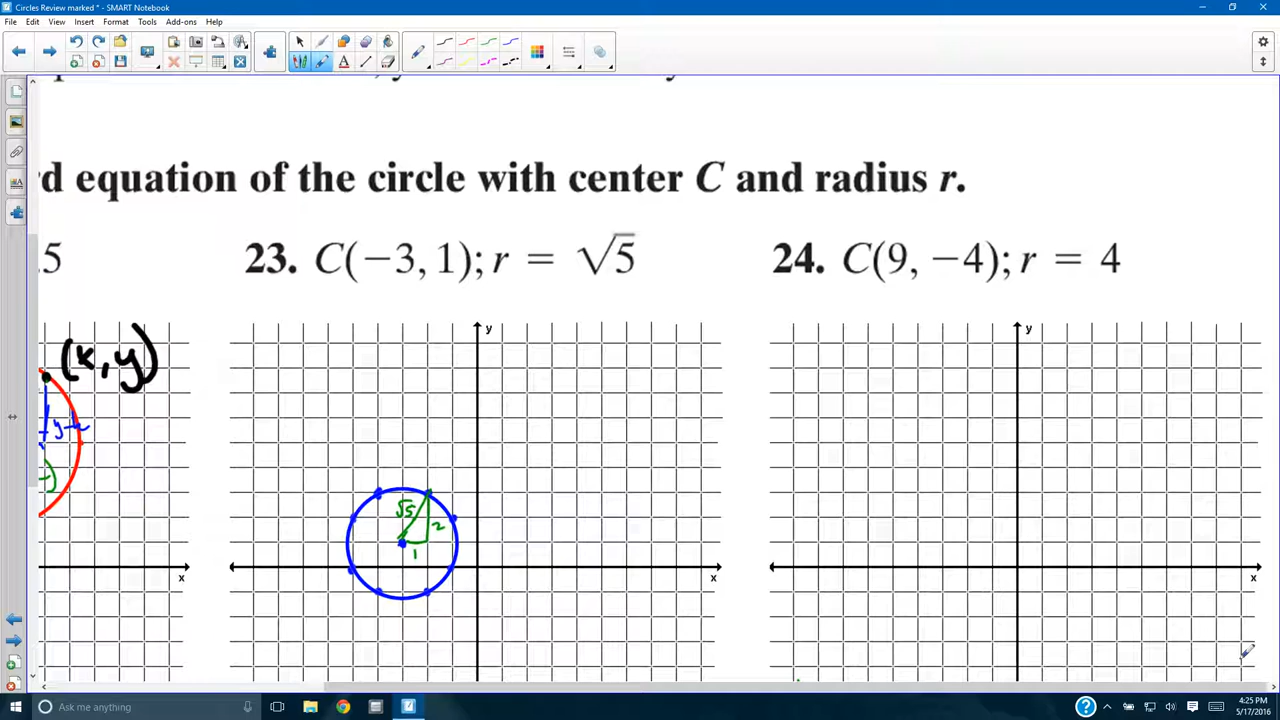 Circles Review marked * - SMART Notebook
File Edit View Insert Format Tools Add-ons Help
rd equation of the circle with center C and radius r.
.5
23. C(−3, 1); r = √5
24. C(9, −4); r = 4
(x, y)
y
x
y
√5
2
1
x
y
x
Ask me anything
4:25 PM
5/17/2016